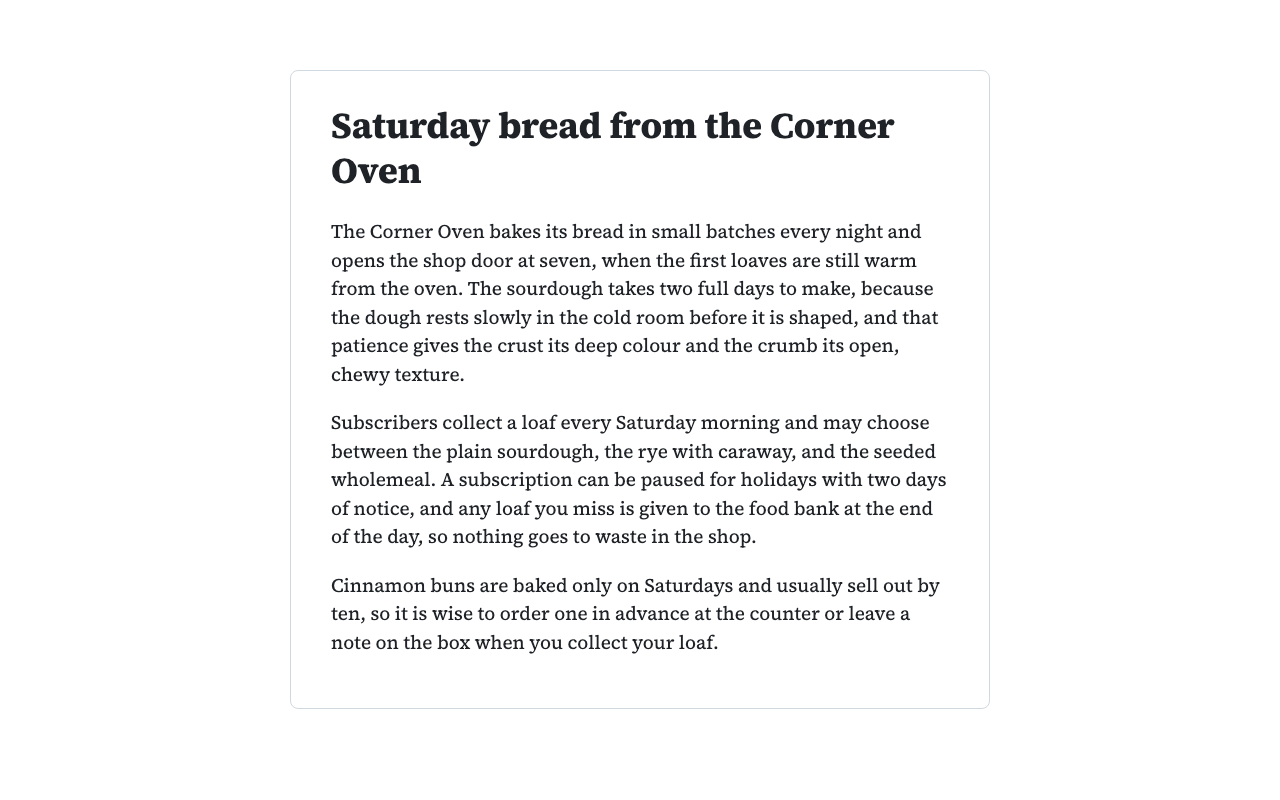 Saturday bread from the Corner
Oven
The Corner Oven bakes its bread in small batches every night and
opens the shop door at seven, when the first loaves are still warm
from the oven. The sourdough takes two full days to make, because
the dough rests slowly in the cold room before it is shaped, and that
patience gives the crust its deep colour and the crumb its open,
chewy texture.
Subscribers collect a loaf every Saturday morning and may choose
between the plain sourdough, the rye with caraway, and the seeded
wholemeal. A subscription can be paused for holidays with two days
of notice, and any loaf you miss is given to the food bank at the end
of the day, so nothing goes to waste in the shop.
Cinnamon buns are baked only on Saturdays and usually sell out by
ten, so it is wise to order one in advance at the counter or leave a
note on the box when you collect your loaf.